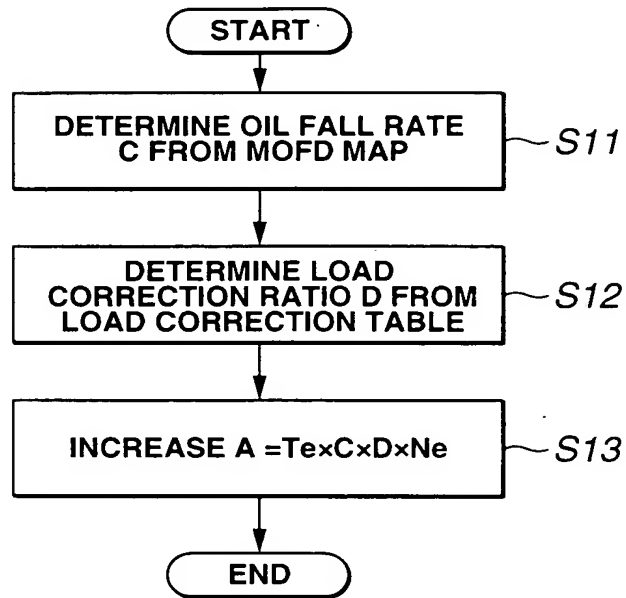 START
DETERMINE OIL FALL RATE
C FROM MOFD MAP
S11
DETERMINE LOAD
CORRECTION RATIO D FROM
LOAD CORRECTION TABLE
S12
INCREASE A =Te×C×D×Ne
S13
END